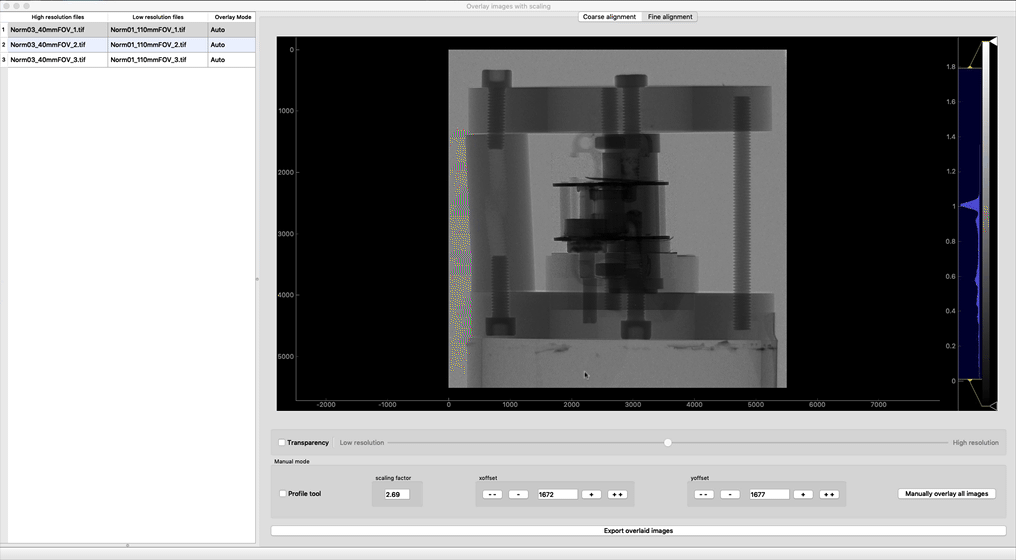 Overlay images with scaling
High resolution files Low resolution files Overlay Mode
1 Norm03_40mmFOV_1.tif Norm01_110mmFOV_1.tif Auto
2 Norm03_40mmFOV_2.tif Norm01_110mmFOV_2.tif Auto
3 Norm03_40mmFOV_3.tif Norm01_110mmFOV_3.tif Auto
Coarse alignment Fine alignment
0
1000
2000
3000
4000
5000
-2000 -1000 0 1000 2000 3000 4000 5000 6000 7000
1.8
1.6
1.4
1.2
1
0.8
0.6
0.4
0.2
0
Transparency Low resolution High resolution
Manual mode
Profile tool
scaling factor
2.69
xoffset
-- - 1672 + ++
yoffset
-- - 1677 + ++
Manually overlay all images
Export overlaid images